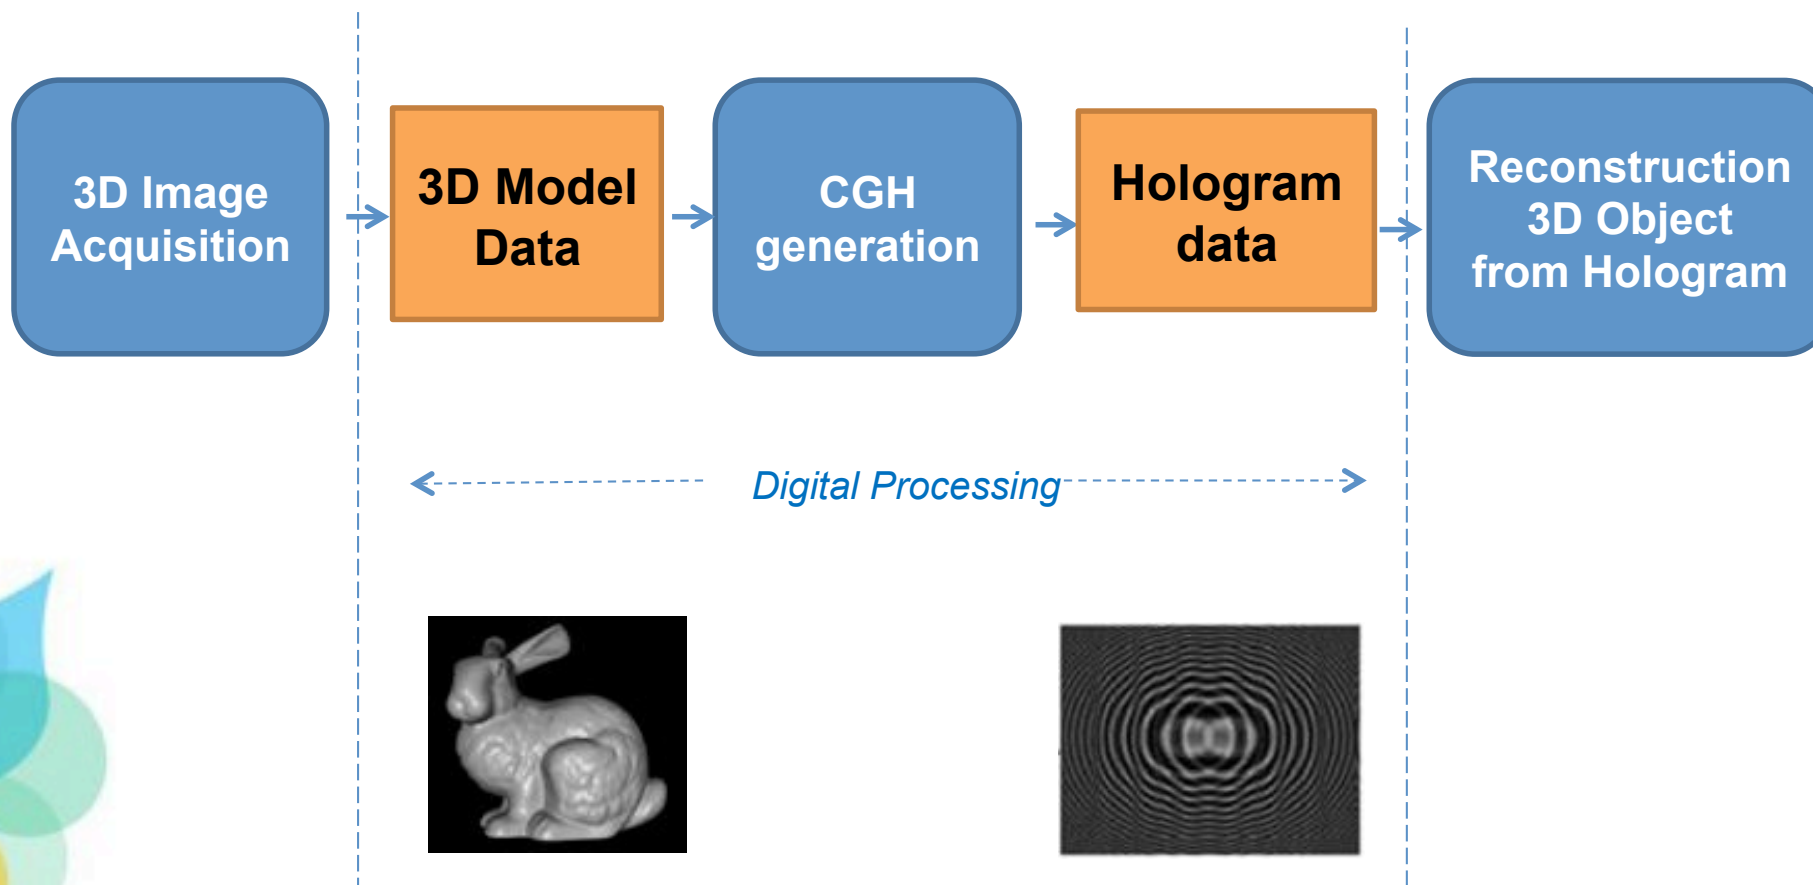 3D Image
Acquisition
3D Model
Data
CGH
generation
Hologram
data
Reconstruction
3D Object
from Hologram
Digital Processing